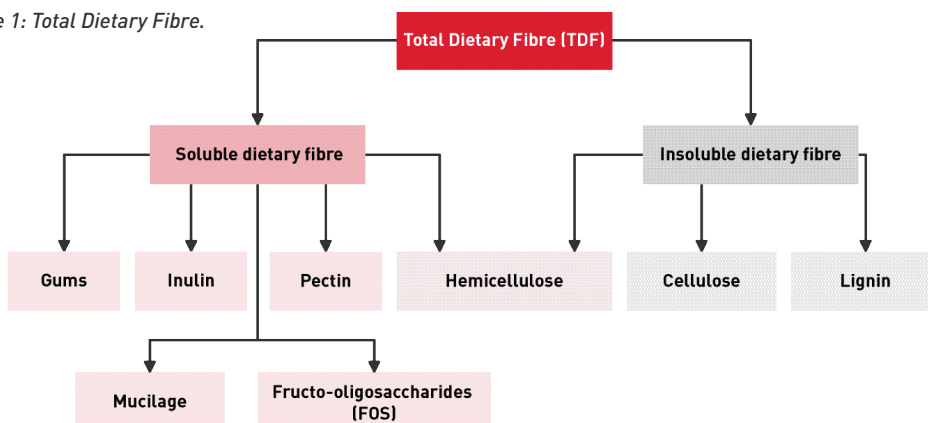 e 1: Total Dietary Fibre.
Total Dietary Fibre (TDF)
Soluble dietary fibre
Insoluble dietary fibre
Gums
Inulin
Pectin
Hemicellulose
Cellulose
Lignin
Mucilage
Fructo-oligosaccharides
(FOS)